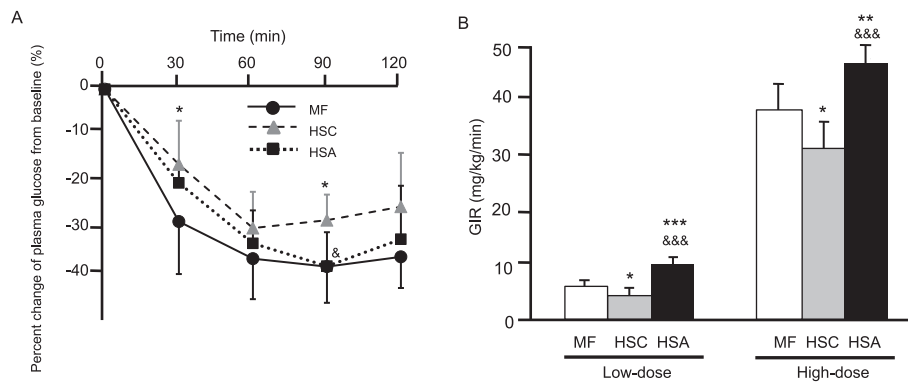 A
Time (min)
0 30 60 90 120
Percent change of plasma glucose from baseline (%)
0
-10
-20
-30
-40
*
*
&
MF
HSC
HSA
B
GIR (mg/kg/min)
50
40
30
20
10
0
*
***
&&&
*
**
&&&
MF HSC HSA MF HSC HSA
Low-dose High-dose